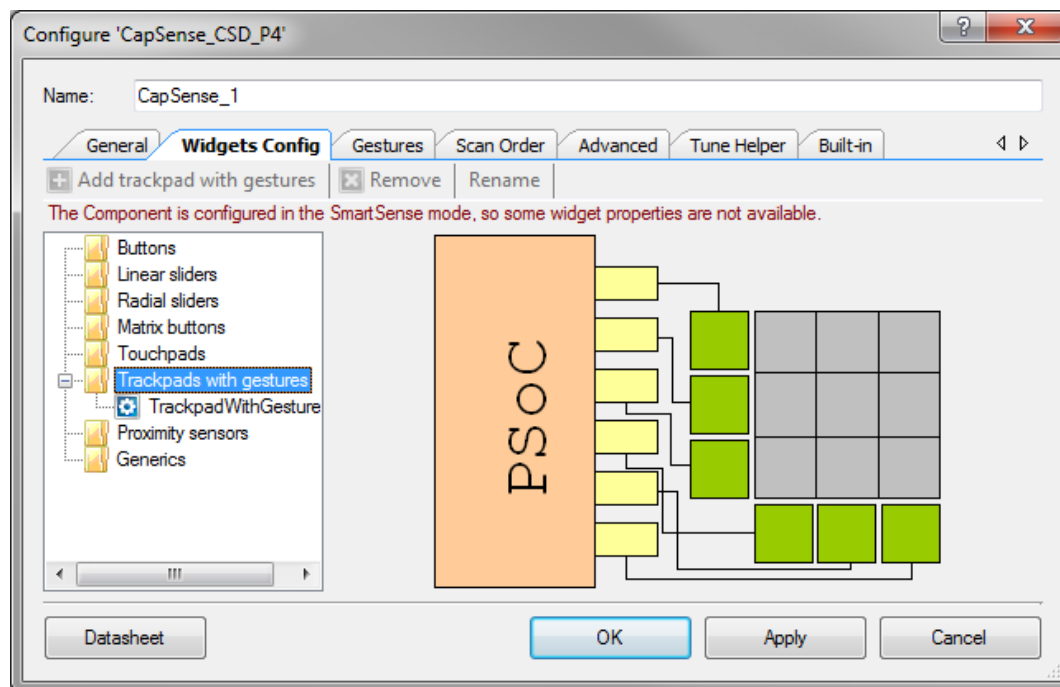 Configure 'CapSense_CSD_P4'
Name: CapSense_1
General Widgets Config Gestures Scan Order Advanced Tune Helper Built-in
Add trackpad with gestures Remove Rename
The Component is configured in the SmartSense mode, so some widget properties are not available.
Buttons
Linear sliders
Radial sliders
Matrix buttons
Touchpads
Trackpads with gestures
TrackpadWithGesture
Proximity sensors
Generics
PSoC
Datasheet OK Apply Cancel